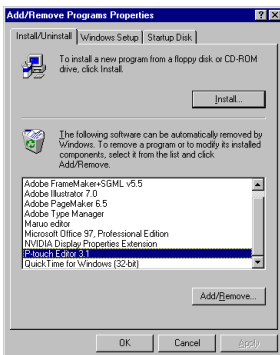 Add/Remove Programs Properties
Install/Uninstall Windows Setup Startup Disk
To install a new program from a floppy disk or CD-ROM
drive, click Install.
Install...
The following software can be automatically removed by
Windows. To remove a program or to modify its installed
components, select it from the list and click
Add/Remove.
Adobe FrameMaker+SGML v5.5
Adobe Illustrator 7.0
Adobe PageMaker 6.5
Adobe Type Manager
Maruo editor
Microsoft Office 97, Professional Edition
NVIDIA Display Properties Extension
P-touch Editor 3.1
QuickTime for Windows (32-bit)
Add/Remove...
OK Cancel Apply